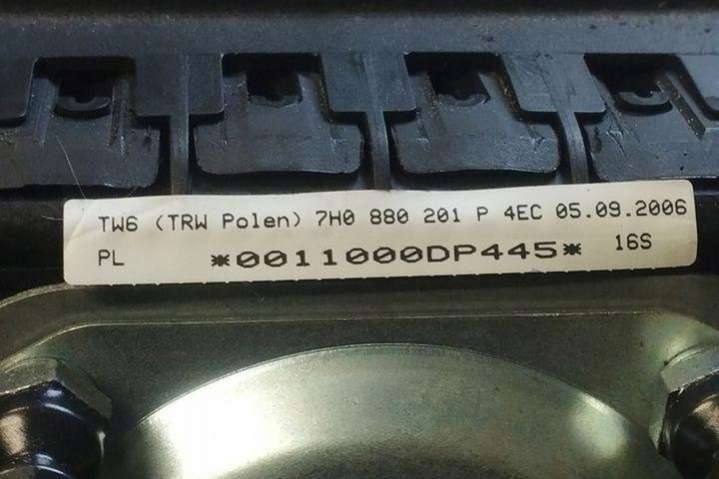 TW6 (TRW Polen) 7H0 880 201 P 4EC 05.09.2006
PL *0011000DP445* 16S